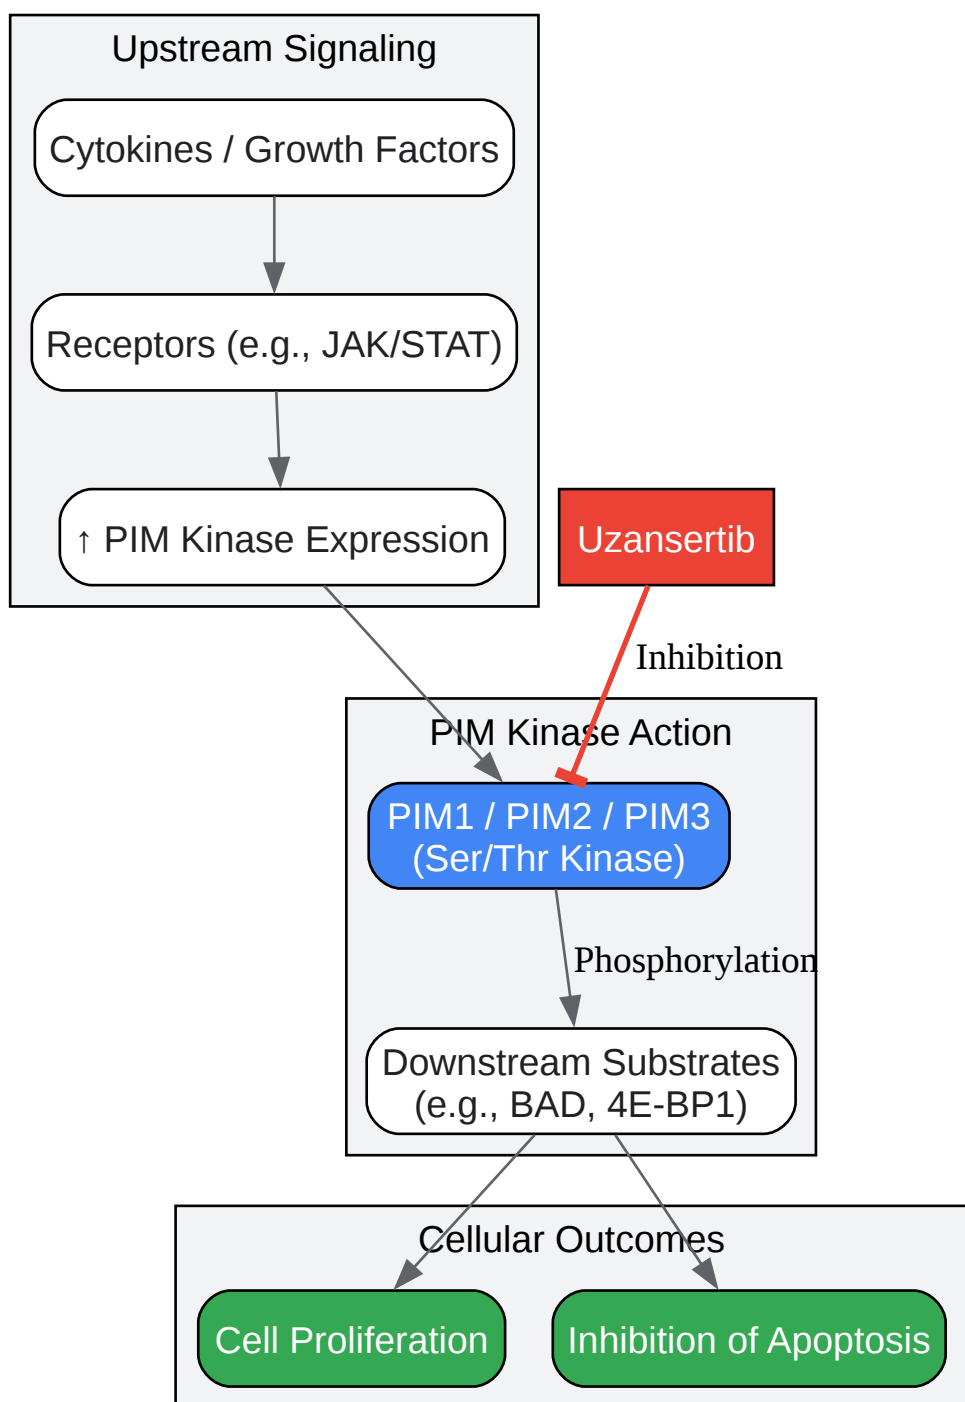 Upstream Signaling
Cytokines / Growth Factors
Receptors (e.g., JAK/STAT)
↑ PIM Kinase Expression
Uzansertib
Inhibition
PIM Kinase Action
PIM1 / PIM2 / PIM3
(Ser/Thr Kinase)
Phosphorylation
Downstream Substrates
(e.g., BAD, 4E-BP1)
Cellular Outcomes
Cell Proliferation
Inhibition of Apoptosis